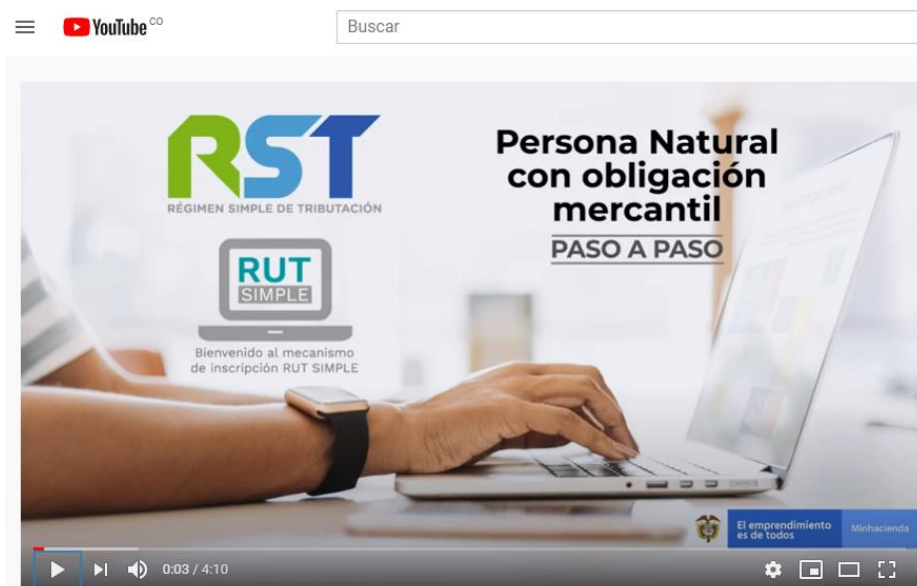 YouTube CO
Buscar
RST
RÉGIMEN SIMPLE DE TRIBUTACIÓN
Persona Natural
con obligación
mercantil
PASO A PASO
RUT
SIMPLE
Bienvenido al mecanismo
de inscripción RUT SIMPLE
El emprendimiento
es de todos
Minhacienda
0:03 / 4:10